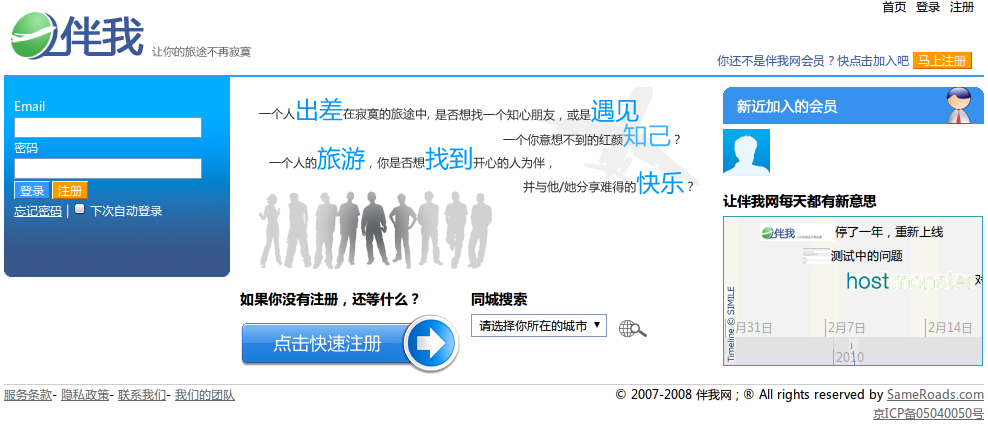 首页 登录 注册
伴我 让你的旅途不再寂寞
你还不是伴我网会员？快点击加入吧 马上注册
Email
密码
登录 注册
忘记密码 | 下次自动登录
一个人出差在寂寞的旅途中, 是否想找一个知心朋友，或是遇见
一个你意想不到的红颜知己？
一个人的旅游，你是否想找到开心的人为伴，
并与他/她分享难得的快乐？
如果你没有注册，还等什么？
点击快速注册
同城搜索
请选择你所在的城市
新近加入的会员
让伴我网每天都有新意思
伴我 停了一年，重新上线
测试中的问题
hostmonster 对
月31日 2月7日 2月14日
2010
Timeline © SIMILE
服务条款- 隐私政策- 联系我们- 我们的团队
© 2007-2008 伴我网；® All rights reserved by SameRoads.com
京ICP备05040050号